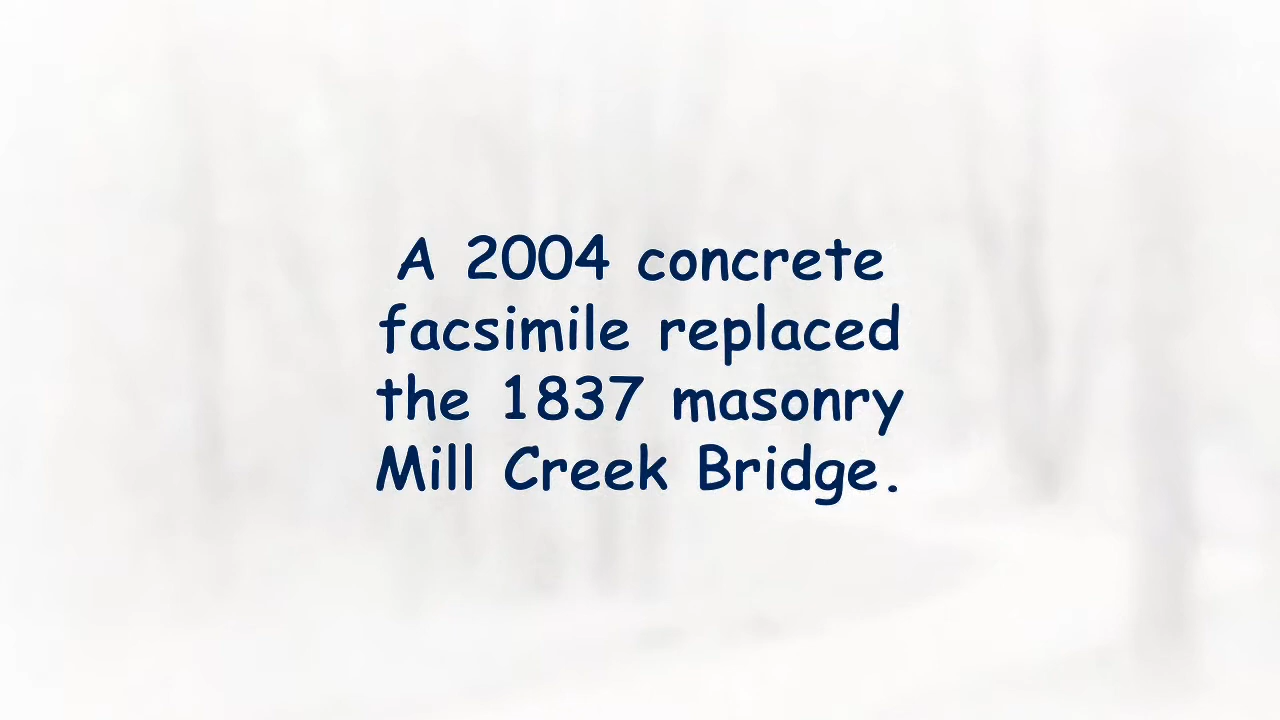 A 2004 concrete
facsimile replaced
the 1837 masonry
Mill Creek Bridge.